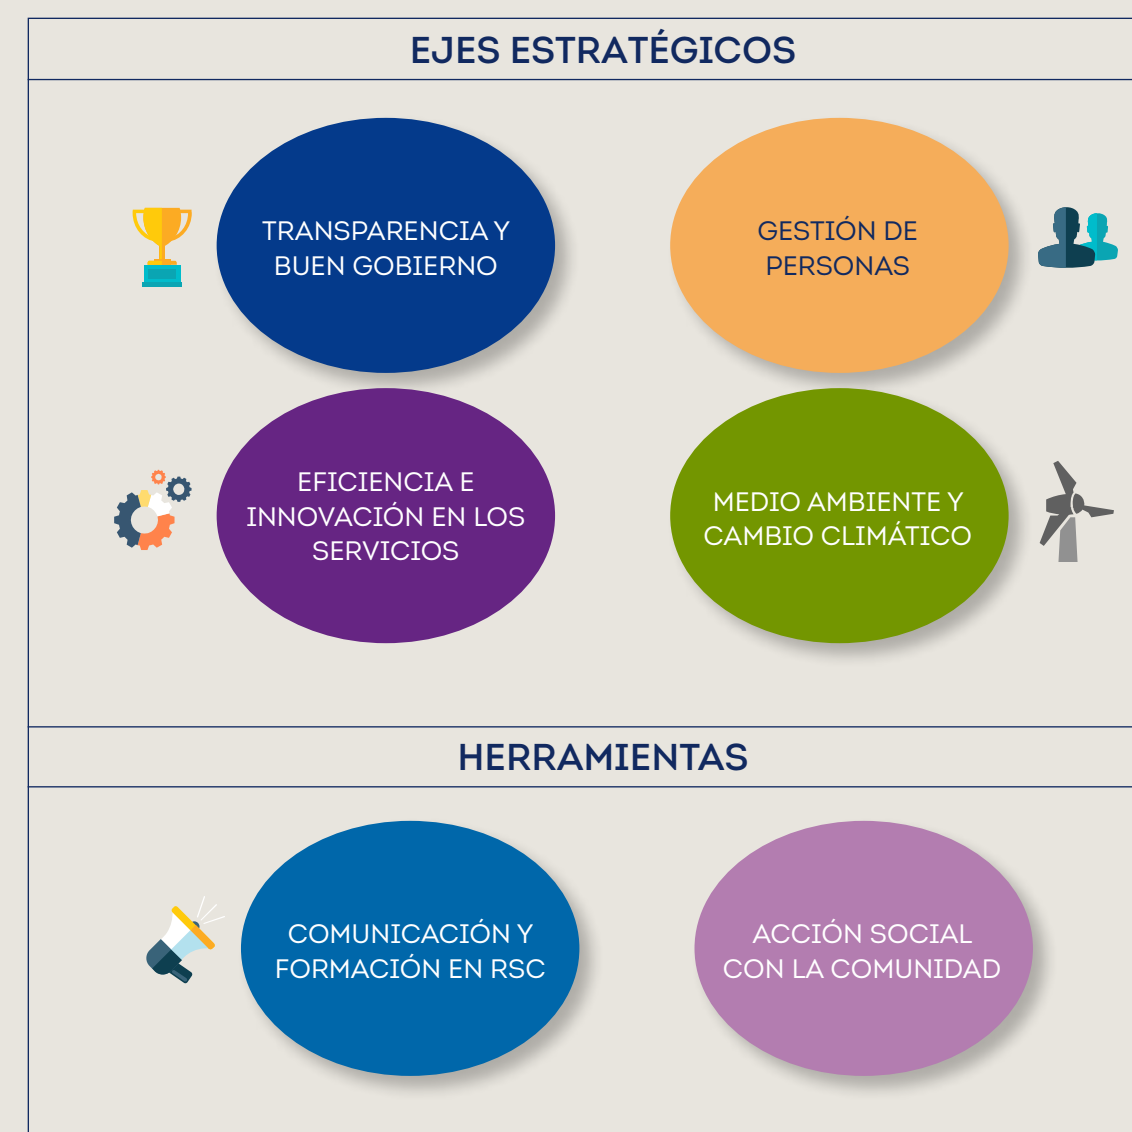 EJES ESTRATÉGICOS
TRANSPARENCIA Y
BUEN GOBIERNO
GESTIÓN DE
PERSONAS
EFICIENCIA E
INNOVACIÓN EN LOS
SERVICIOS
MEDIO AMBIENTE Y
CAMBIO CLIMÁTICO
HERRAMIENTAS
COMUNICACIÓN Y
FORMACIÓN EN RSC
ACCIÓN SOCIAL
CON LA COMUNIDAD